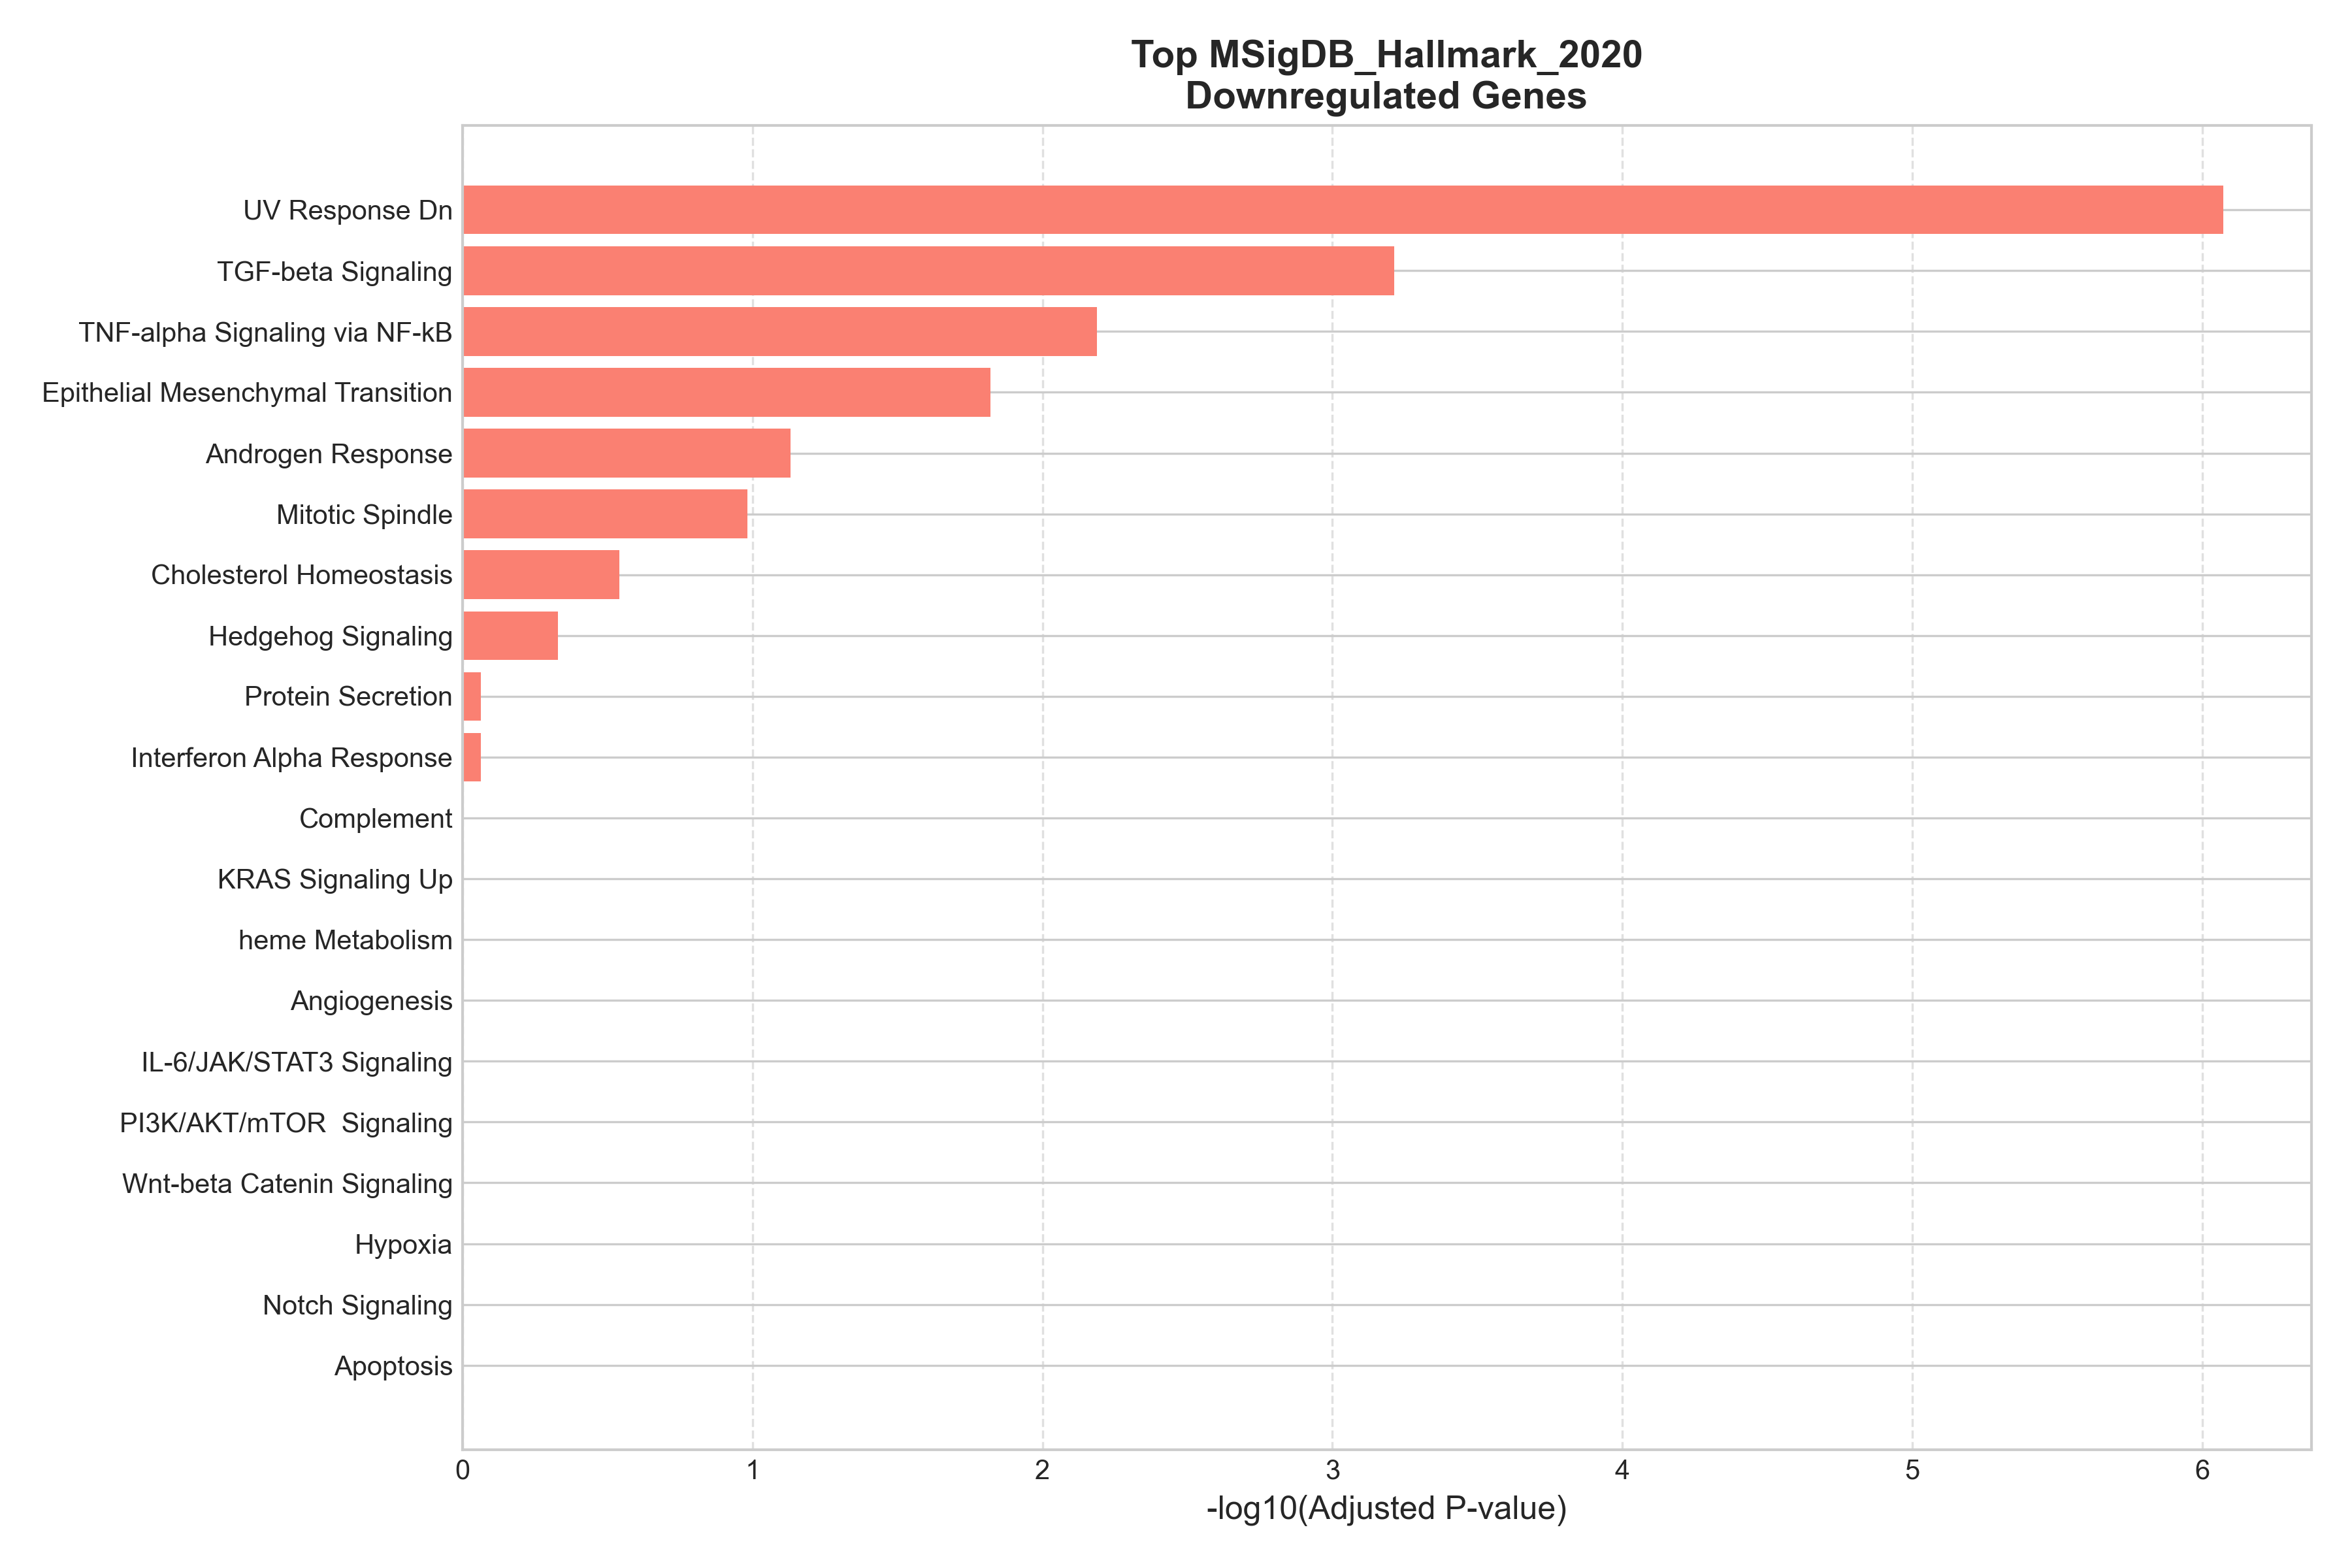 Top MSigDB_Hallmark_2020
Downregulated Genes
UV Response Dn
TGF-beta Signaling
TNF-alpha Signaling via NF-kB
Epithelial Mesenchymal Transition
Androgen Response
Mitotic Spindle
Cholesterol Homeostasis
Hedgehog Signaling
Protein Secretion
Interferon Alpha Response
Complement
KRAS Signaling Up
heme Metabolism
Angiogenesis
IL-6/JAK/STAT3 Signaling
PI3K/AKT/mTOR  Signaling
Wnt-beta Catenin Signaling
Hypoxia
Notch Signaling
Apoptosis
0 1 2 3 4 5 6
-log10(Adjusted P-value)